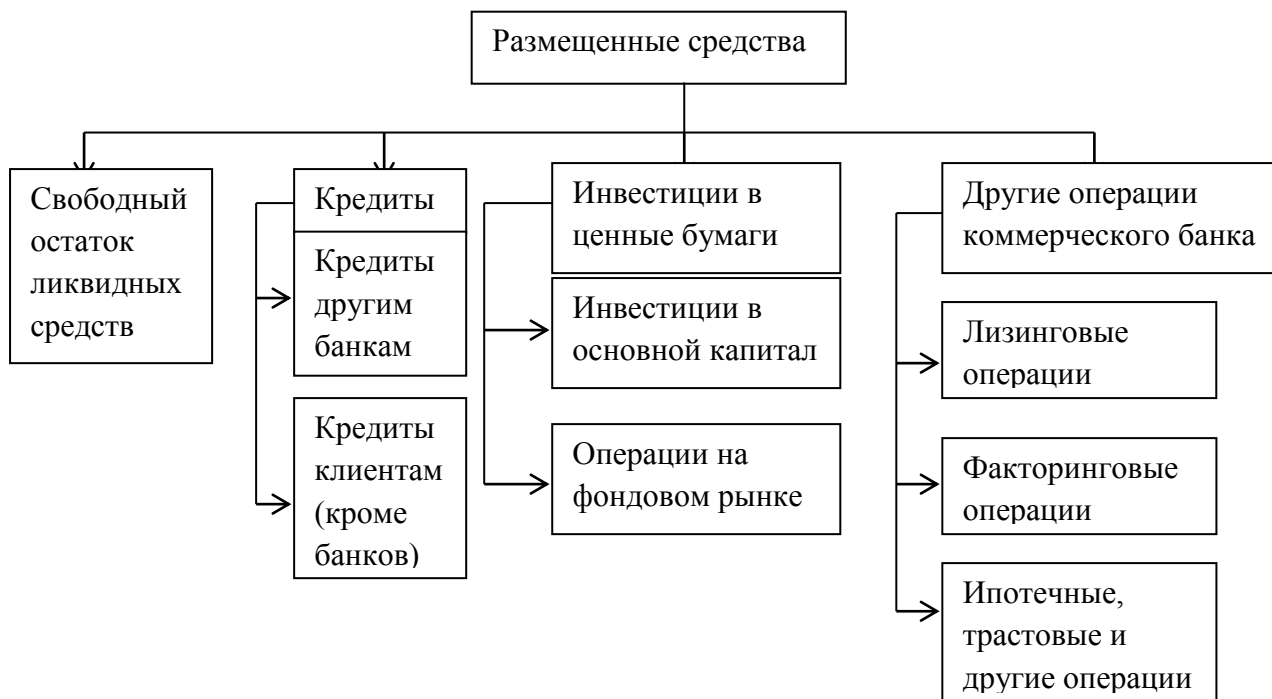 Размещенные средства
Свободный
остаток
ликвидных
средств
Кредиты
Кредиты
другим
банкам
Кредиты
клиентам
(кроме
банков)
Инвестиции в
ценные бумаги
Инвестиции в
основной капитал
Операции на
фондовом рынке
Другие операции
коммерческого банка
Лизинговые
операции
Факторинговые
операции
Ипотечные,
трастовые и
другие операции